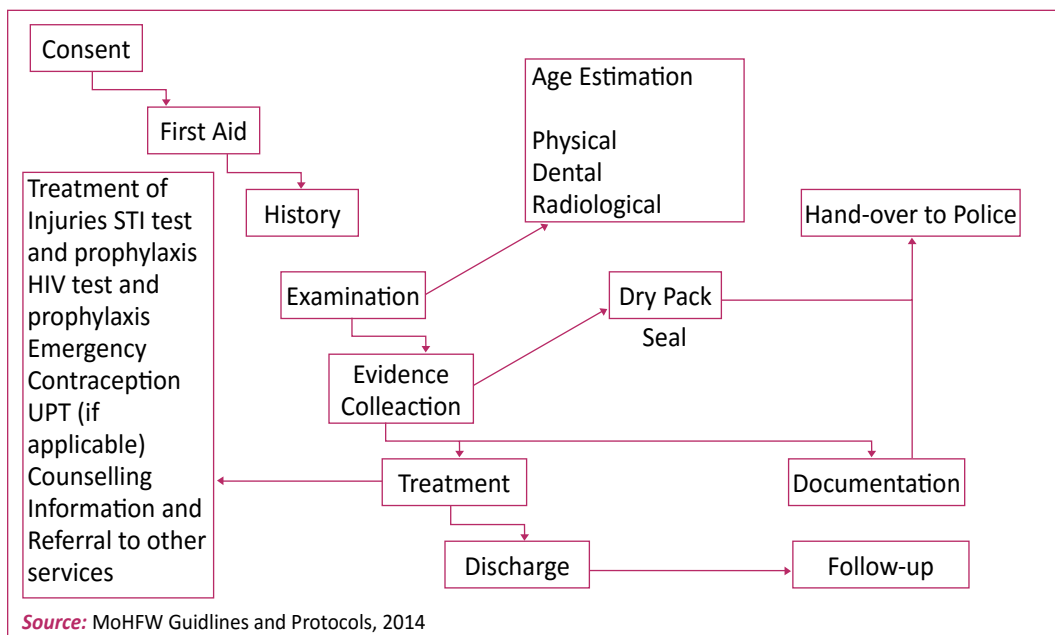 Consent
First Aid
History
Age Estimation
Physical
Dental
Radiological
Hand-over to Police
Treatment of
Injuries STI test
and prophylaxis
HIV test and
prophylaxis
Emergency
Contraception
UPT (if
applicable)
Counselling
Information and
Referral to other
services
Examination
Dry Pack
Seal
Evidence
Colleaction
Treatment
Documentation
Discharge
Follow-up
Source: MoHFW Guidlines and Protocols, 2014